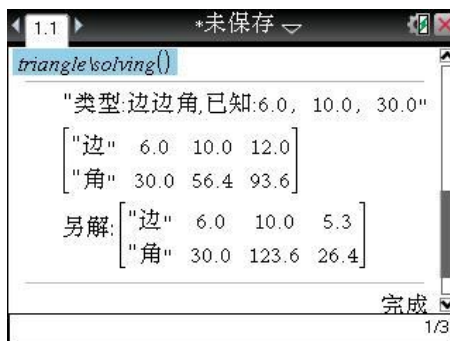 1.1 *未保存
triangle\solving()
"类型:边边角,已知:6.0, 10.0, 30.0"
"边" 6.0 10.0 12.0
"角" 30.0 56.4 93.6
另解: "边" 6.0 10.0 5.3
"角" 30.0 123.6 26.4
完成
1/3